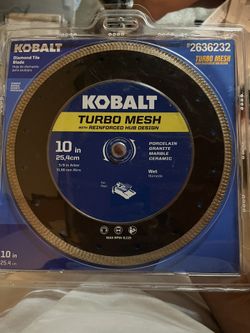 KOBALT
#2636232
Diamond Tile
Blade
TURBO MESH
KOBALT
TURBO MESH
WITH REINFORCED HUB DESIGN
10 in
25,4cm
PORCELAIN
GRANITE
MARBLE
CERAMIC
Wet
10 in
25,4 cm